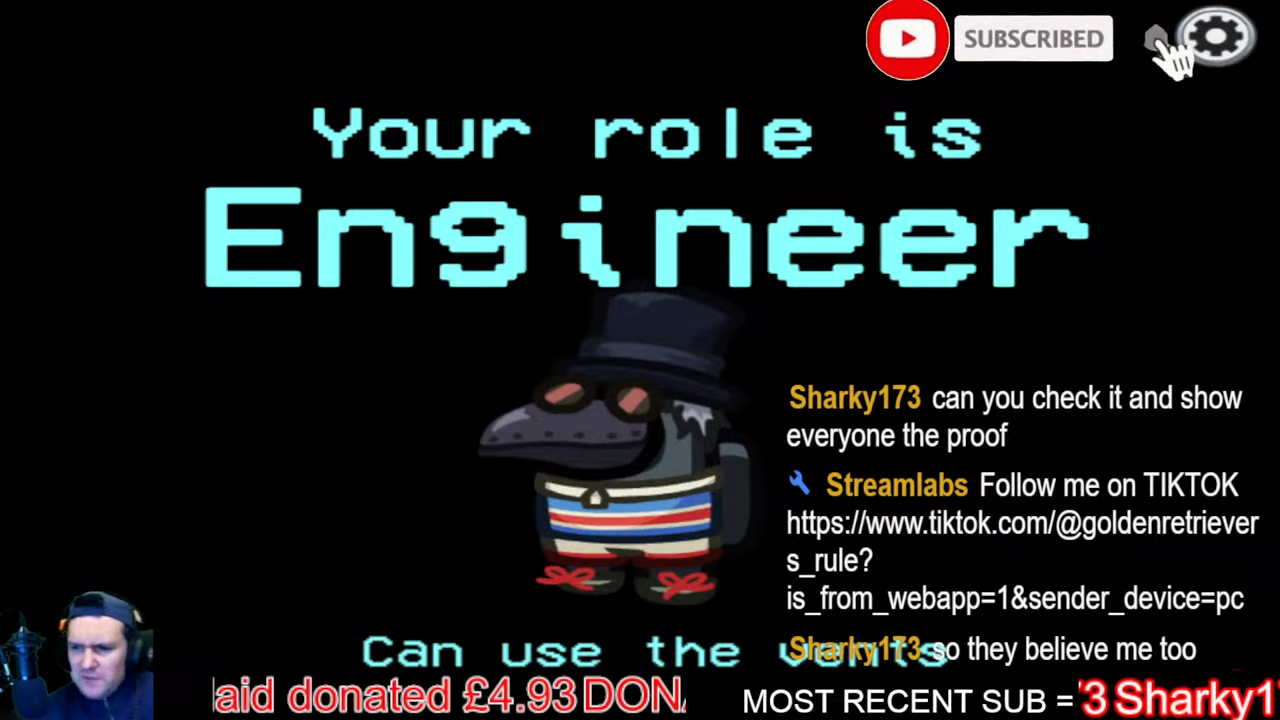 SUBSCRIBED
Your role is
Engineer
Sharky173 can you check it and show
everyone the proof
Streamlabs Follow me on TIKTOK
https://www.tiktok.com/@goldenretriever
s_rule?
is_from_webapp=1&sender_device=pc
Sharky173 so they believe me too
Can use the vents
aid donated £4.93 DON
MOST RECENT SUB = '3 Sharky1